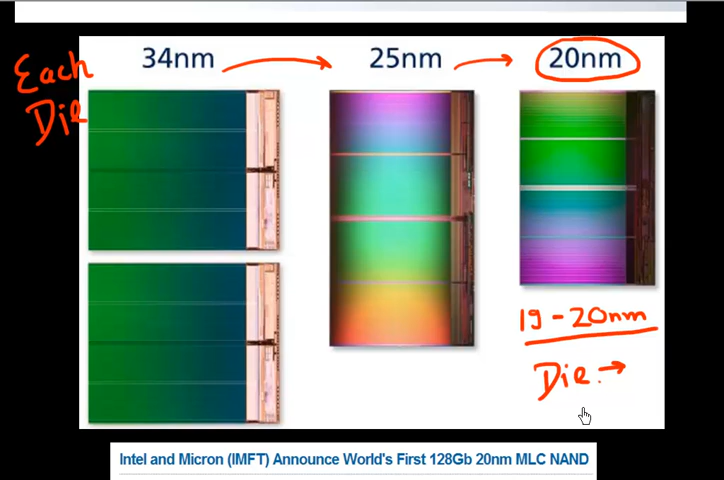 Each
Die
34nm
25nm
20nm
19-20nm
Die
Intel and Micron (IMFT) Announce World's First 128Gb 20nm MLC NAND